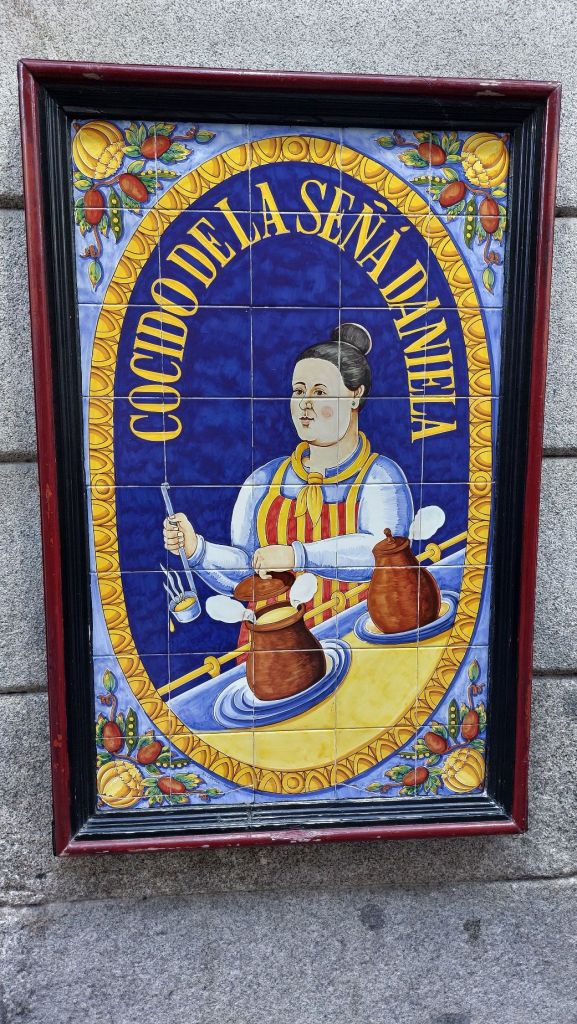 COCIDO DE LA SEÑÁ DANIELA